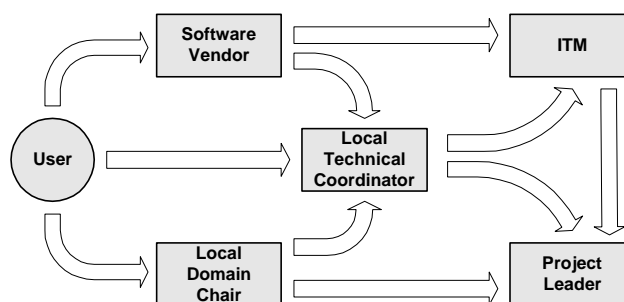 Software
Vendor
ITM
User
Local
Technical
Coordinator
Local
Domain
Chair
Project
Leader